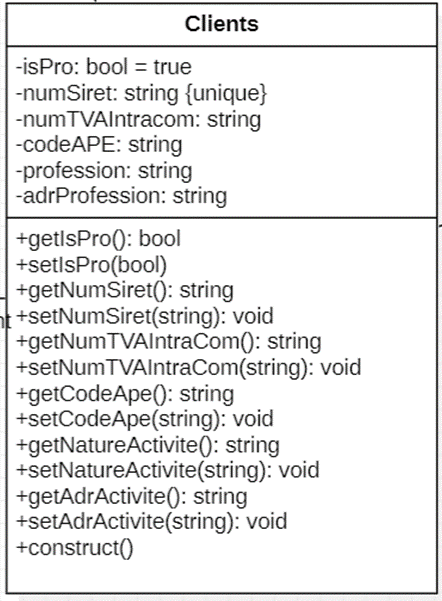 Clients
-isPro: bool = true
-numSiret: string {unique}
-numTVAIntracom: string
-codeAPE: string
-profession: string
-adrProfession: string
+getIsPro(): bool
+setIsPro(bool)
+getNumSiret(): string
+setNumSiret(string): void
+getNumTVAIntraCom(): string
+setNumTVAIntraCom(string): void
+getCodeApe(): string
+setCodeApe(string): void
+getNatureActivite(): string
+setNatureActivite(string): void
+getAdrActivite(): string
+setAdrActivite(string): void
+construct()